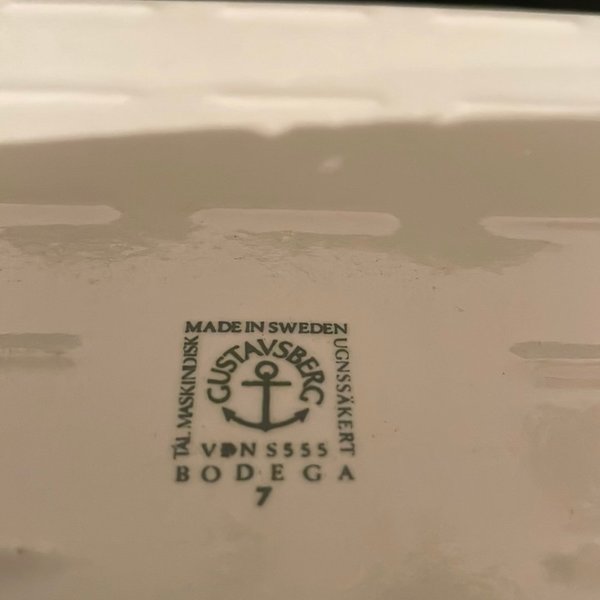 MADE IN SWEDEN
TÅL MASKINDISK
GUSTAVSBERG
UGNSSÄKERT
VDN S555
BODEGA
7